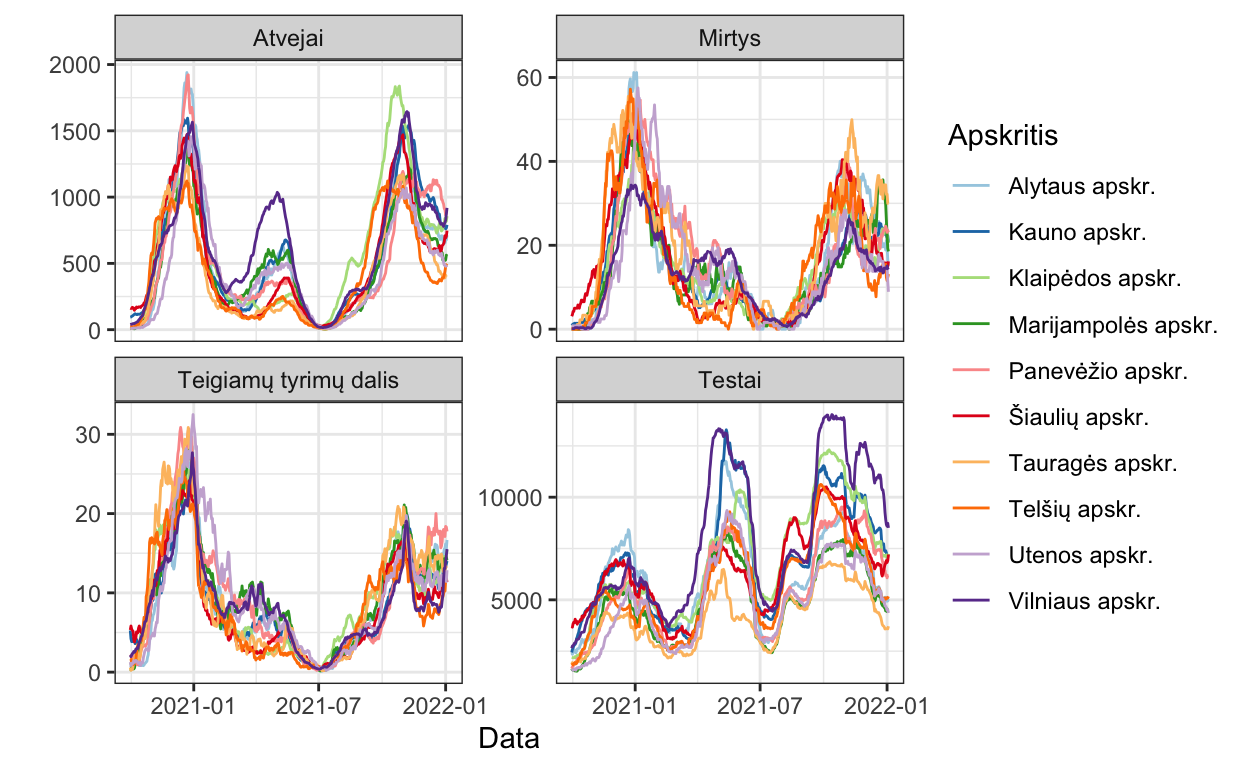 Atvejai
Mirtys
2000
1500
1000
500
0
60
40
20
0
Teigiamų tyrimų dalis
Testai
30
20
10
0
10000
5000
2021-01
2021-07
2022-01
2021-01
2021-07
2022-01
Data
Apskritis
Alytaus apskr.
Kauno apskr.
Klaipėdos apskr.
Marijampolės apskr.
Panevėžio apskr.
Šiaulių apskr.
Tauragės apskr.
Telšių apskr.
Utenos apskr.
Vilniaus apskr.